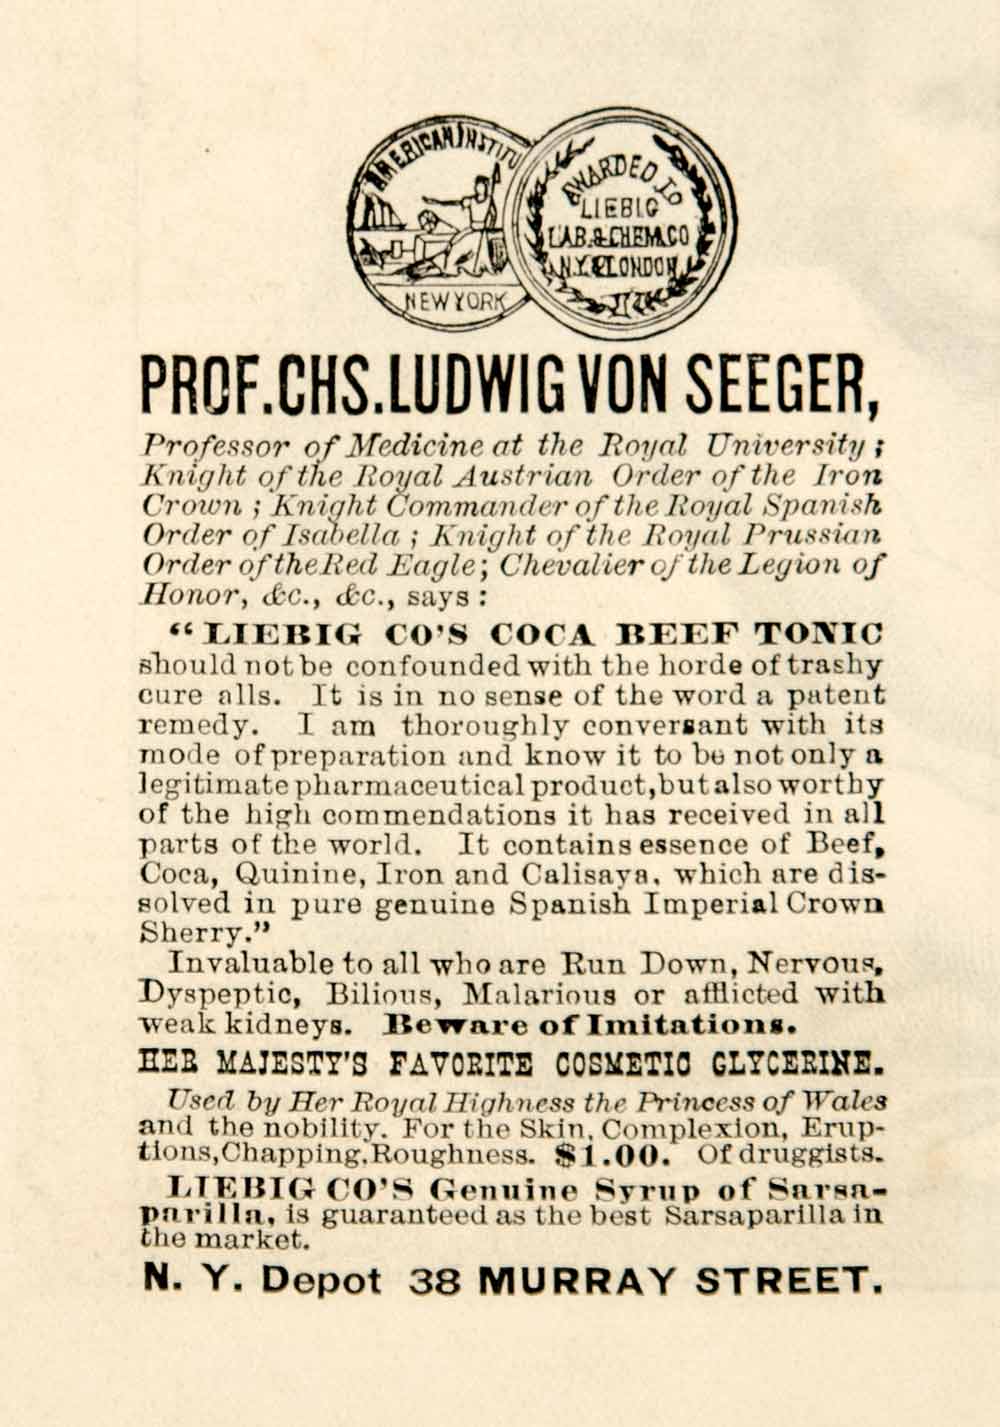 AMERICAN INSTITU
NEW YORK
AWARDED TO
LIEBIG
LAB. & CHEM. CO
N.Y. & LONDON
PROF. CHS. LUDWIG VON SEEGER,
Professor of Medicine at the Royal University;
Knight of the Royal Austrian Order of the Iron
Crown; Knight Commander of the Royal Spanish
Order of Isabella; Knight of the Royal Prussian
Order of the Red Eagle; Chevalier of the Legion of
Honor, &c., &c., says:
"LIEBIG CO'S COCA BEEF TONIC
should not be confounded with the horde of trashy
cure alls. It is in no sense of the word a patent
remedy. I am thoroughly conversant with its
mode of preparation and know it to be not only a
legitimate pharmaceutical product, but also worthy
of the high commendations it has received in all
parts of the world. It contains essence of Beef,
Coca, Quinine, Iron and Calisaya. which are dis-
solved in pure genuine Spanish Imperial Crown
Sherry."
Invaluable to all who are Run Down, Nervous,
Dyspeptic, Bilious, Malarious or afflicted with
weak kidneys. Beware of Imitations.
HER MAJESTY'S FAVORITE COSMETIC GLYCERINE.
Used by Her Royal Highness the Princess of Wales
and the nobility. For the Skin, Complexion, Erup-
tions, Chapping, Roughness. $1.00. Of druggists.
LIEBIG CO'S Genuine Syrup of Sarsa-
parilla, is guaranteed as the best Sarsaparilla in
the market.
N. Y. Depot 38 MURRAY STREET.